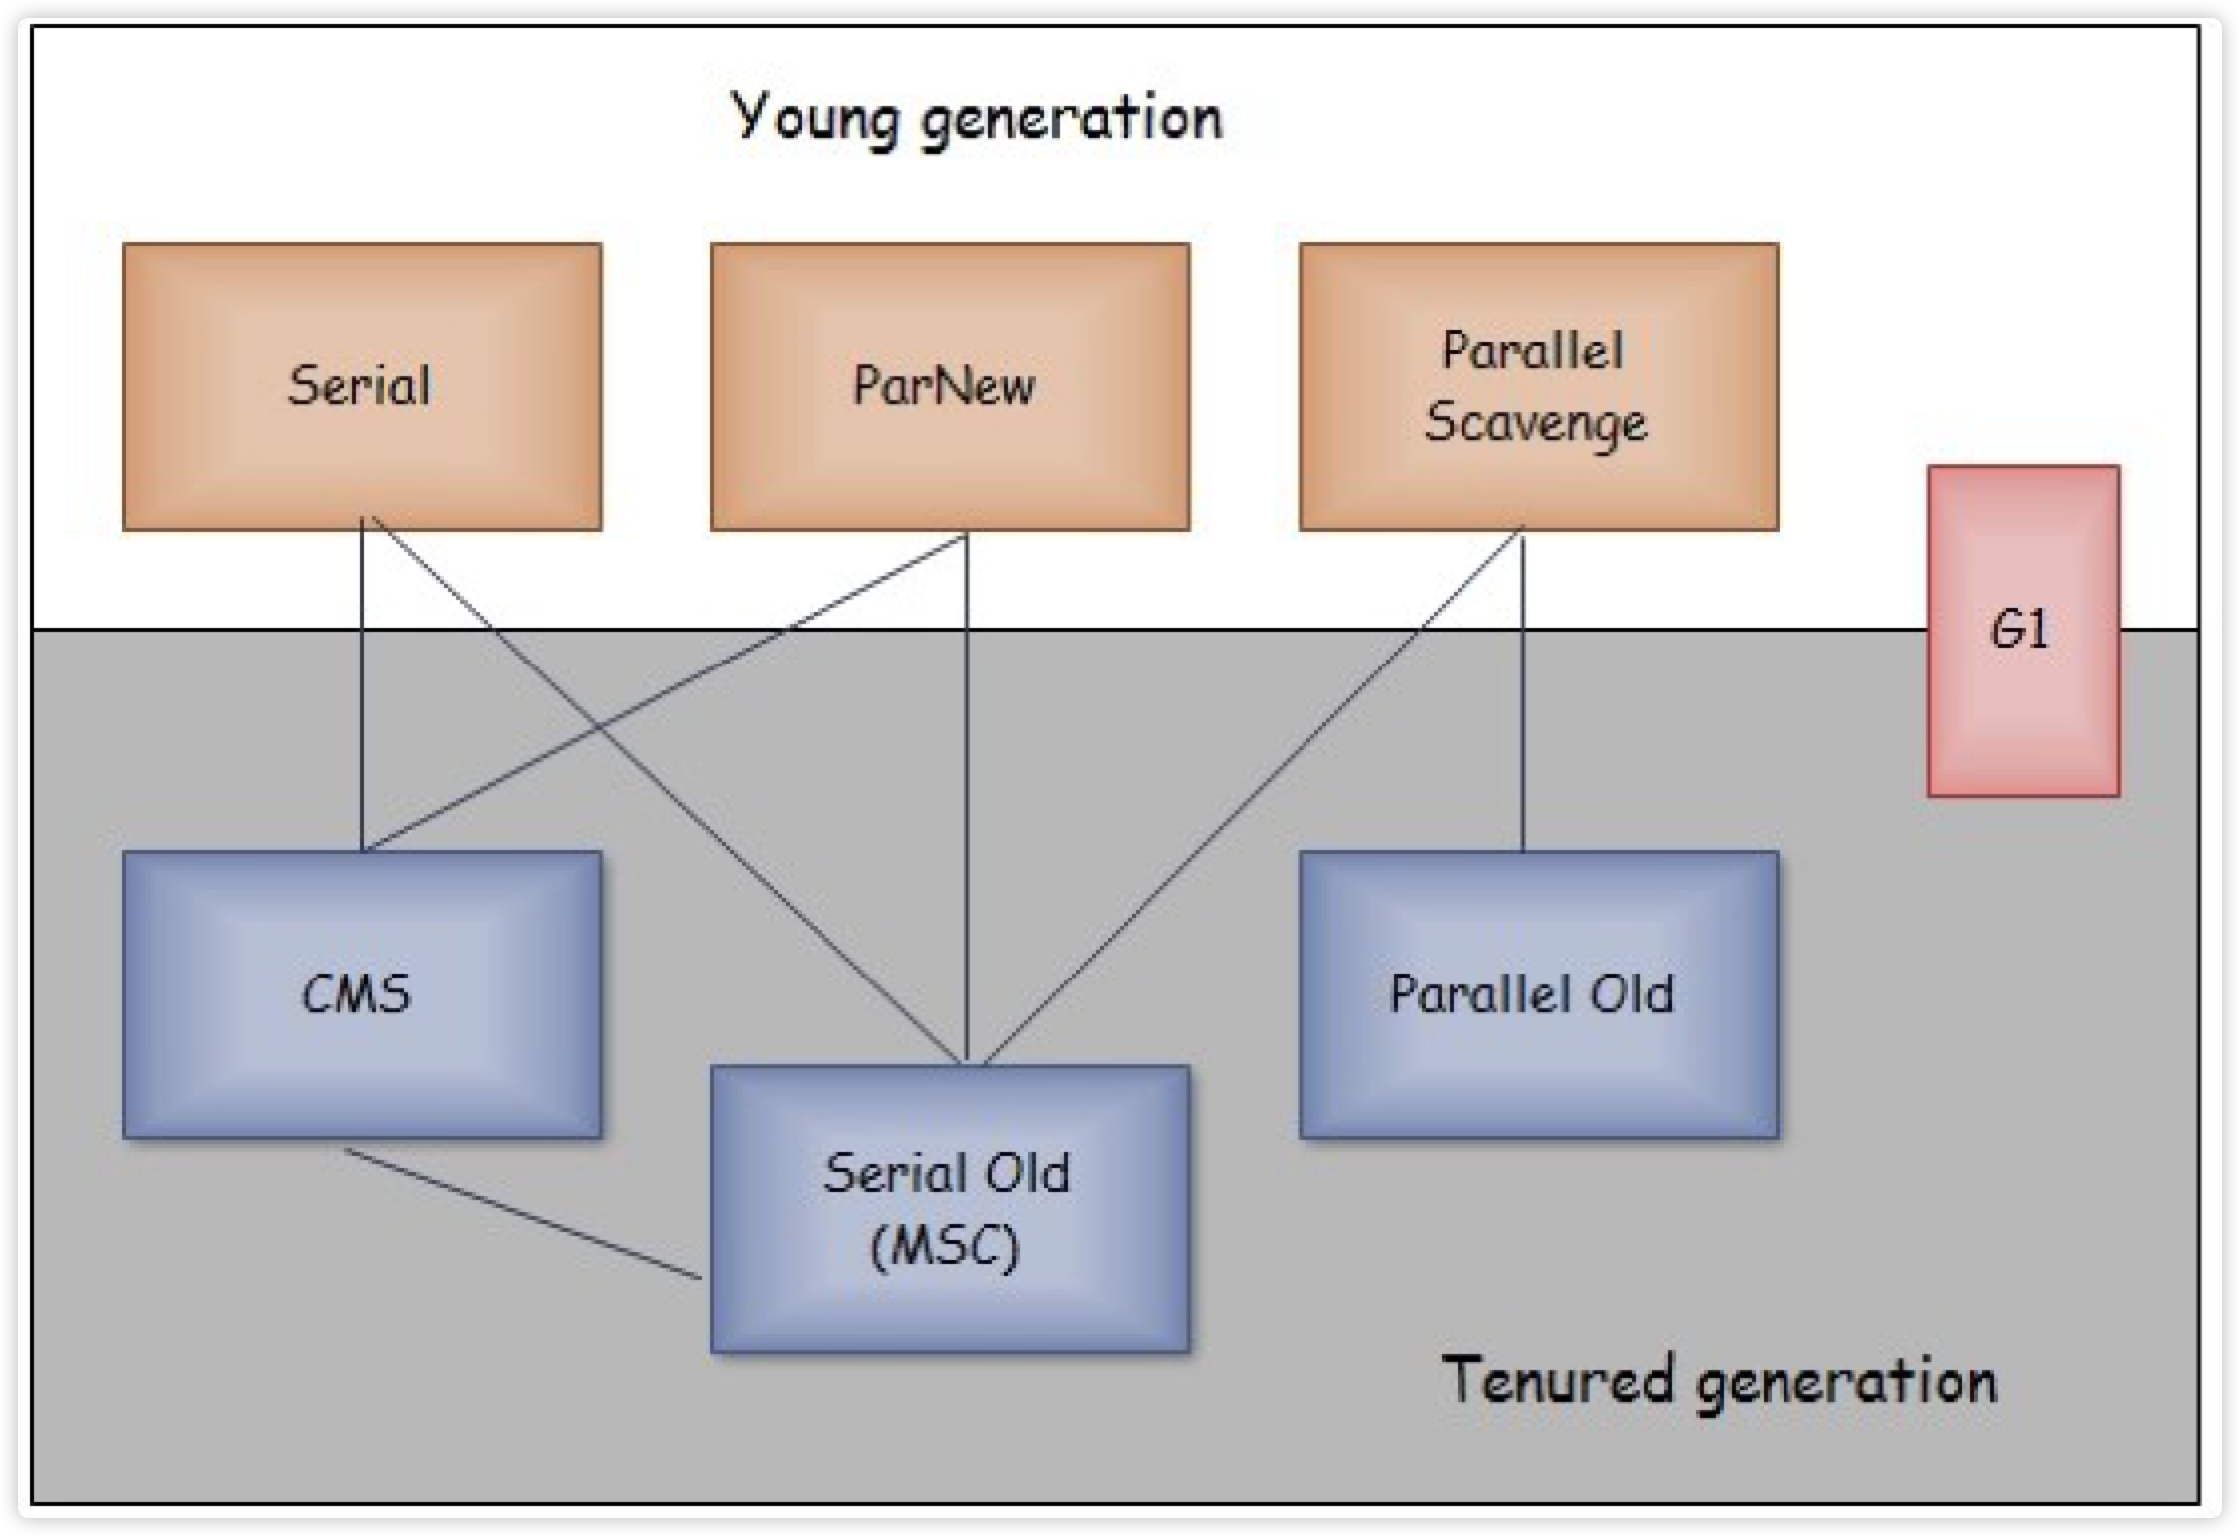 Young generation
Serial
ParNew
Parallel
Scavenge
G1
CMS
Parallel Old
Serial Old
(MSC)
Tenured generation